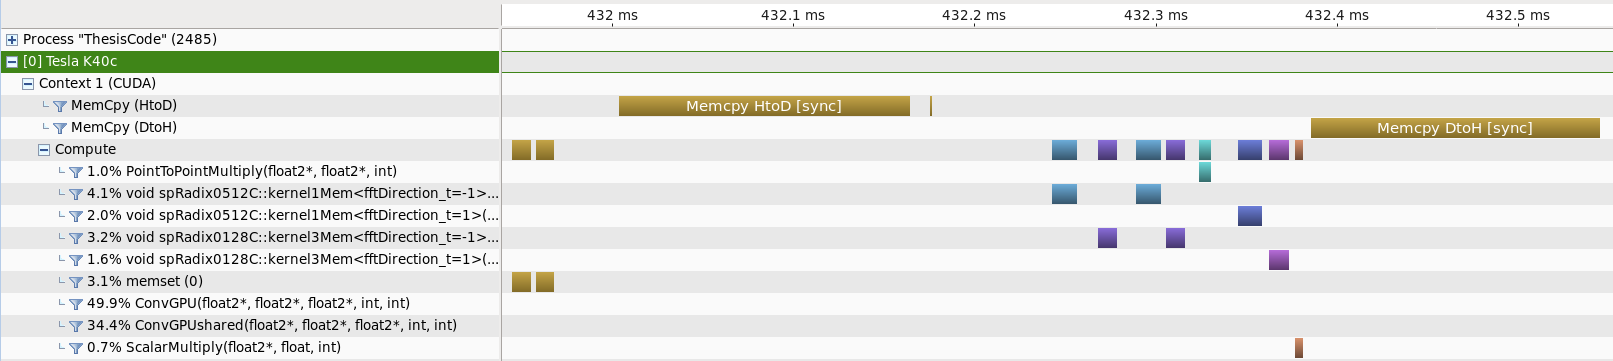 432 ms 432.1 ms 432.2 ms 432.3 ms 432.4 ms 432.5 ms
Process "ThesisCode" (2485)
[0] Tesla K40c
Context 1 (CUDA)
MemCpy (HtoD) Memcpy HtoD [sync]
MemCpy (DtoH) Memcpy DtoH [sync]
Compute
1.0% PointToPointMultiply(float2*, float2*, int)
4.1% void spRadix0512C::kernel1Mem<fftDirection_t=-1>...
2.0% void spRadix0512C::kernel1Mem<fftDirection_t=1>(...
3.2% void spRadix0128C::kernel3Mem<fftDirection_t=-1>...
1.6% void spRadix0128C::kernel3Mem<fftDirection_t=1>(...
3.1% memset (0)
49.9% ConvGPU(float2*, float2*, float2*, int, int)
34.4% ConvGPUshared(float2*, float2*, float2*, int, int)
0.7% ScalarMultiply(float2*, float, int)